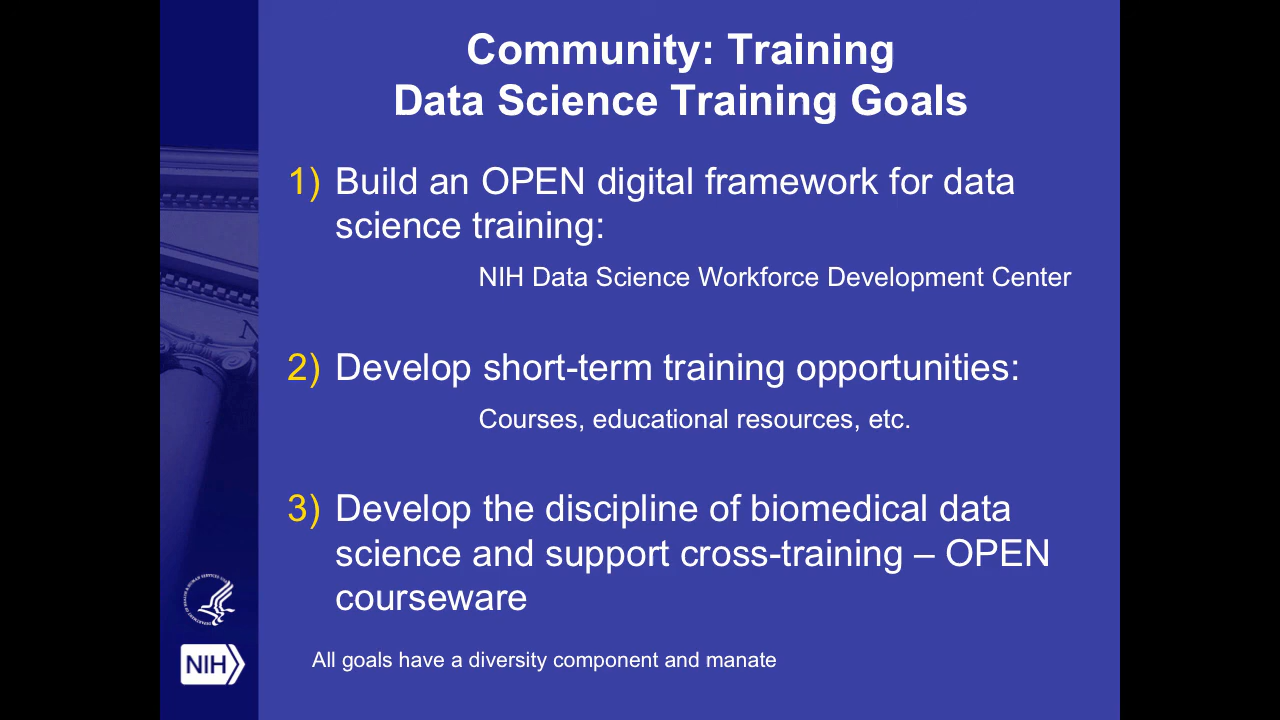 Community: Training
Data Science Training Goals
1) Build an OPEN digital framework for data
science training:
NIH Data Science Workforce Development Center
2) Develop short-term training opportunities:
Courses, educational resources, etc.
3) Develop the discipline of biomedical data
science and support cross-training – OPEN
courseware
All goals have a diversity component and manate
NIH